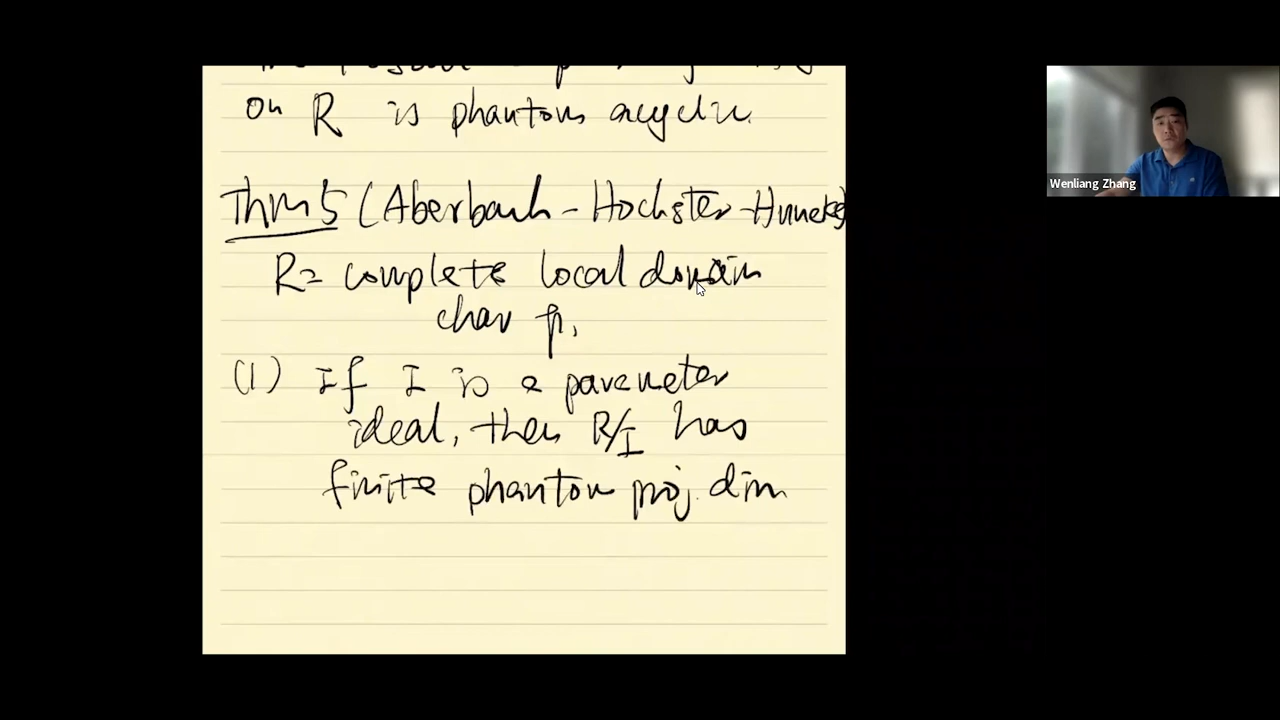 on R is phantom acyclic.
Thm 5 (Aberbach - Hochster - Huneke)
R = complete local domain
char p.
(1) If I is a parameter
ideal, then R/I has
finite phantom proj. dim
Wenliang Zhang